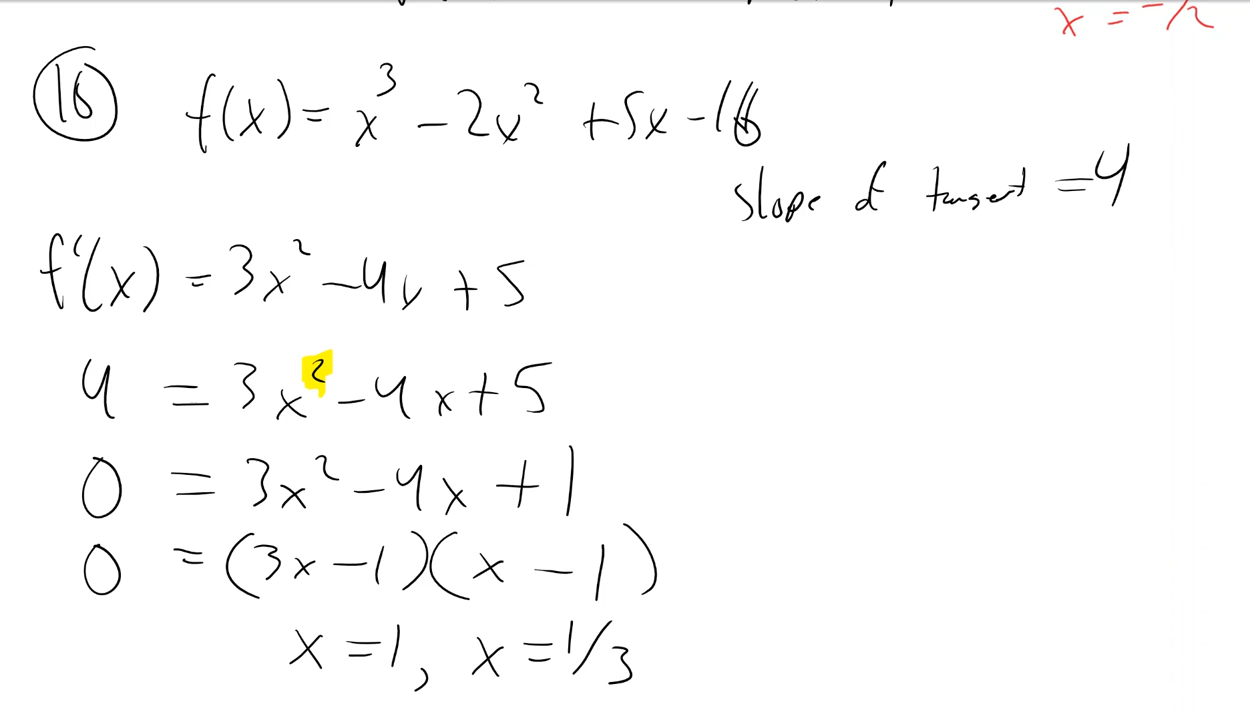 x = -1/2
16 f(x) = x³ - 2x² + 5x - 16
slope of tangent = 4
f'(x) = 3x² - 4x + 5
4 = 3x² - 4x + 5
0 = 3x² - 4x + 1
0 = (3x - 1)(x - 1)
x = 1, x = 1/3